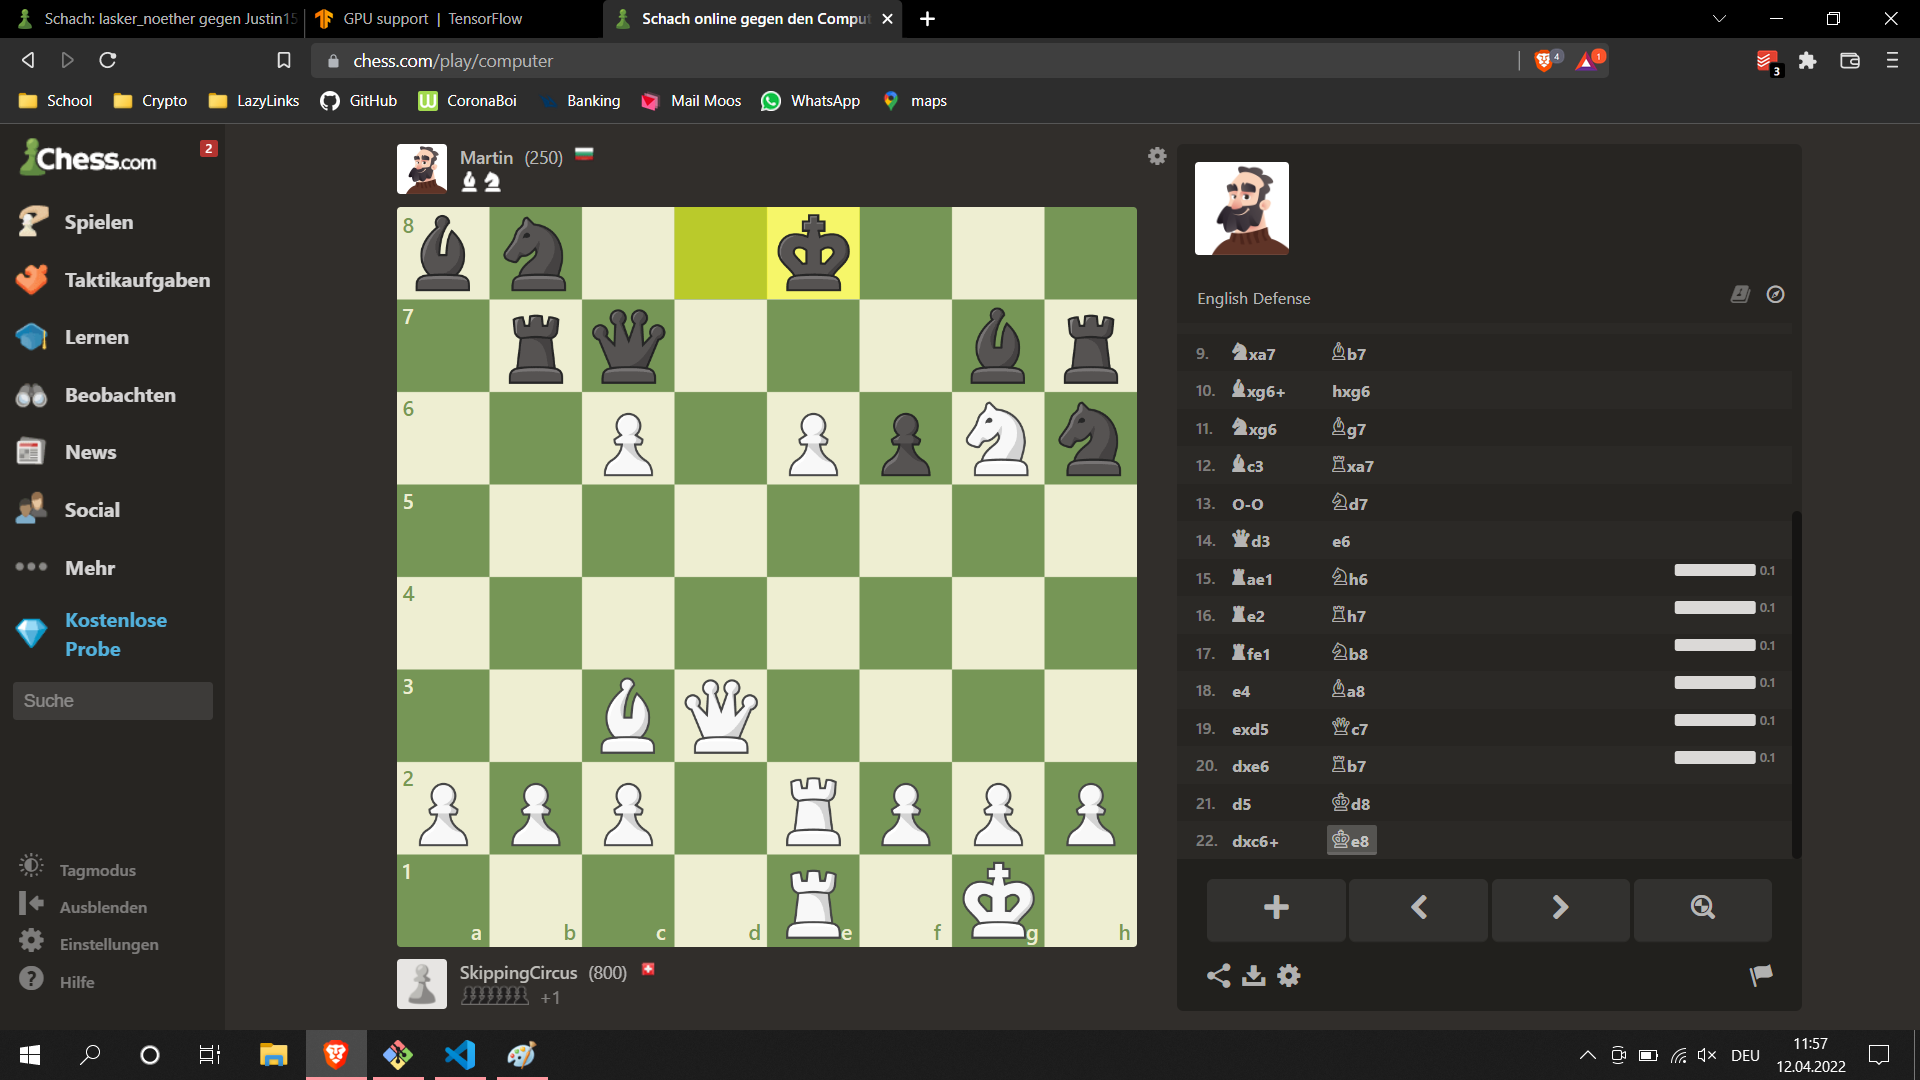 Schach: lasker_noether gegen Justin15
GPU support | TensorFlow
Schach online gegen den Comput
chess.com/play/computer
4
1
3
School
Crypto
LazyLinks
GitHub
CoronaBoi
Banking
Mail Moos
WhatsApp
maps
Chess.com
2
Spielen
Taktikaufgaben
Lernen
Beobachten
News
Social
Mehr
Kostenlose
Probe
Suche
Tagmodus
Ausblenden
Einstellungen
Hilfe
Martin (250)
8
7
6
5
4
3
2
1
a b c d e f g h
SkippingCircus (800)
+1
English Defense
9. xa7 b7
10. xg6+ hxg6
11. xg6 g7
12. c3 xa7
13. O-O d7
14. d3 e6
15. ae1 h6 0.1
16. e2 h7 0.1
17. fe1 b8 0.1
18. e4 a8 0.1
19. exd5 c7 0.1
20. dxe6 b7 0.1
21. d5 d8
22. dxc6+ e8
DEU
11:57
12.04.2022